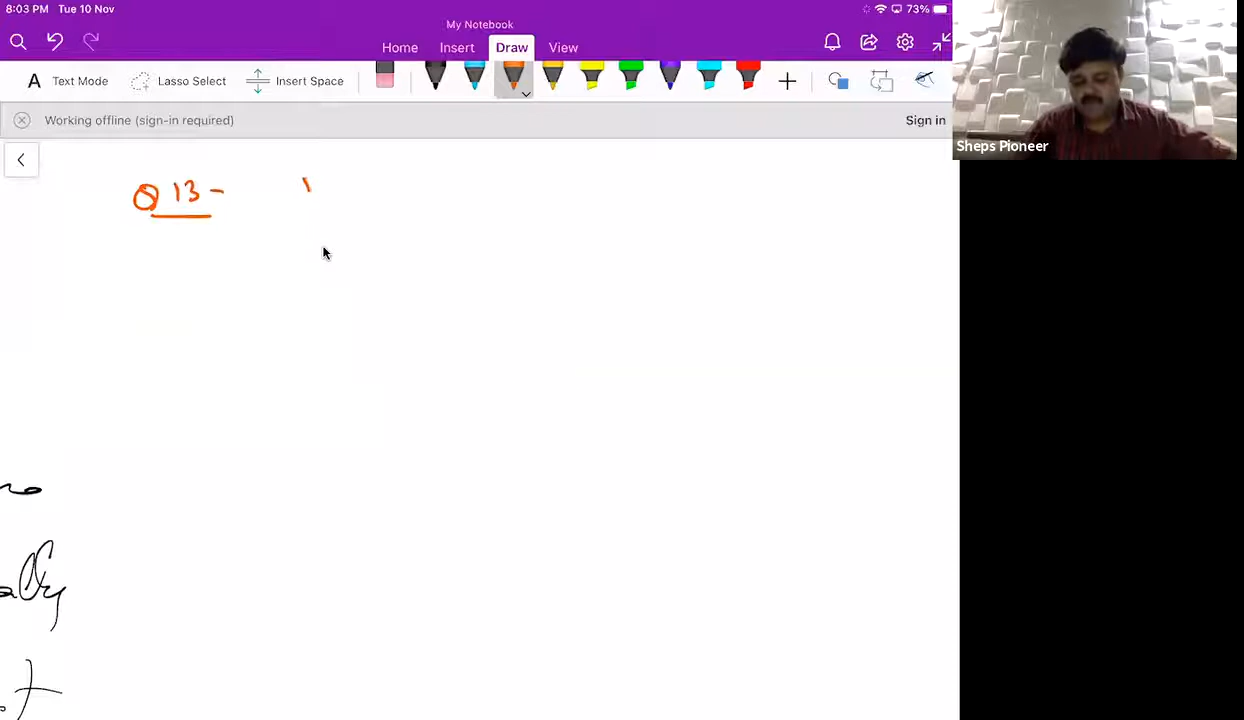 8:03 PM Tue 10 Nov
73%
My Notebook
Home Insert Draw View
A Text Mode Lasso Select Insert Space
Working offline (sign-in required) Sign in
Sheps Pioneer
Q 13 -